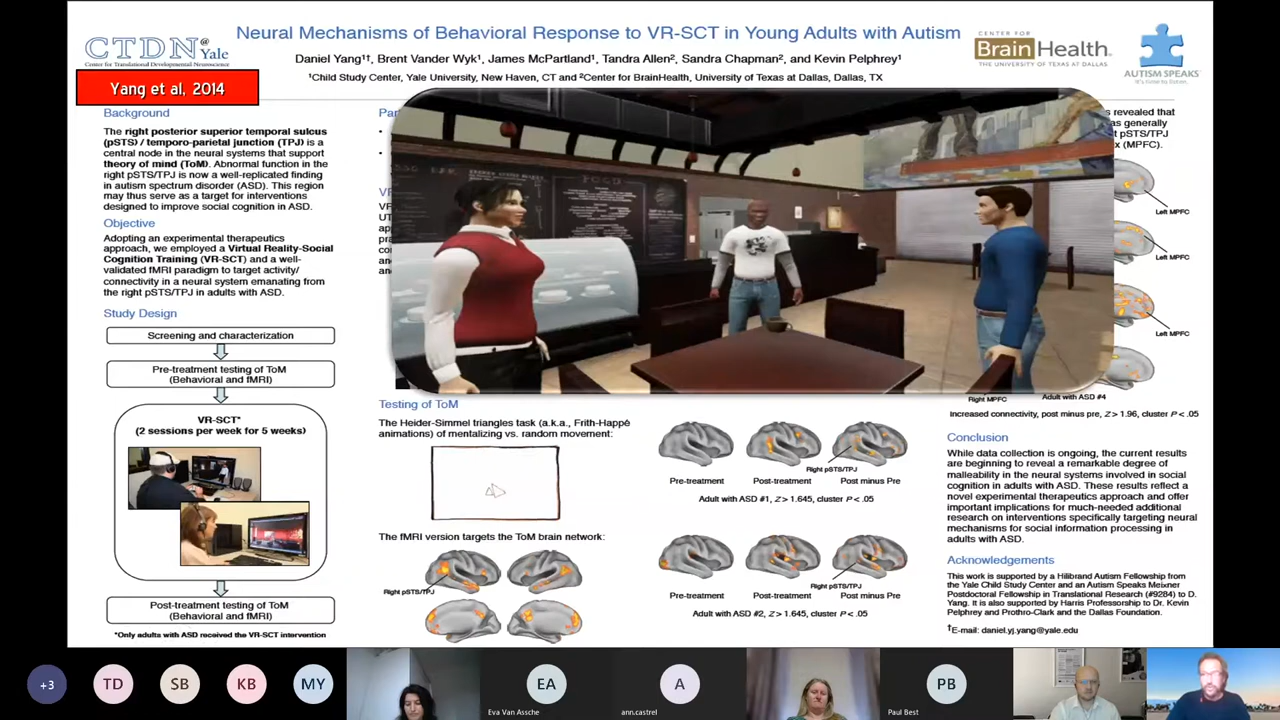 Neural Mechanisms of Behavioral Response to VR-SCT in Young Adults with Autism
CTDN@Yale
Center for Translational Developmental Neuroscience
Daniel Yang¹†, Brent Vander Wyk¹, James McPartland¹, Tandra Allen², Sandra Chapman², and Kevin Pelphrey¹
¹Child Study Center, Yale University, New Haven, CT and ²Center for BrainHealth, University of Texas at Dallas, Dallas, TX
CENTER FOR
BrainHealth
THE UNIVERSITY OF TEXAS AT DALLAS
AUTISM SPEAKS
Yang et al, 2014
Background
The right posterior superior temporal sulcus
(pSTS) / temporo-parietal junction (TPJ) is a
central node in the neural systems that support
theory of mind (ToM). Abnormal function in the
right pSTS/TPJ is now a well-replicated finding
in autism spectrum disorder (ASD). This region
may thus serve as a target for interventions
designed to improve social cognition in ASD.
Objective
Adopting an experimental therapeutics
approach, we employed a Virtual Reality-Social
Cognition Training (VR-SCT) and a well-
validated fMRI paradigm to target activity/
connectivity in a neural system emanating from
the right pSTS/TPJ in adults with ASD.
Study Design
Screening and characterization
Pre-treatment testing of ToM
(Behavioral and fMRI)
VR-SCT*
(2 sessions per week for 5 weeks)
Post-treatment testing of ToM
(Behavioral and fMRI)
*Only adults with ASD received the VR-SCT intervention
FOOD
Testing of ToM
The Heider-Simmel triangles task (a.k.a., Frith-Happé
animations) of mentalizing vs. random movement:
The fMRI version targets the ToM brain network:
Right pSTS/TPJ
Right pSTS/TPJ
Pre-treatment Post-treatment Post minus Pre
Adult with ASD #1, Z > 1.645, cluster P < .05
Right pSTS/TPJ
Pre-treatment Post-treatment Post minus Pre
Adult with ASD #2, Z > 1.645, cluster P < .05
s revealed that
as generally
t pSTS/TPJ
x (MPFC).
Left MPFC
Left MPFC
Left MPFC
Right MPFC
Adult with ASD #4
Increased connectivity, post minus pre, Z > 1.96, cluster P < .05
Conclusion
While data collection is ongoing, the current results
are beginning to reveal a remarkable degree of
malleability in the neural systems involved in social
cognition in adults with ASD. These results reflect a
novel experimental therapeutics approach and offer
important implications for much-needed additional
research on interventions specifically targeting neural
mechanisms for social information processing in
adults with ASD.
Acknowledgements
This work is supported by a Hilibrand Autism Fellowship from
the Yale Child Study Center and an Autism Speaks Meixner
Postdoctoral Fellowship in Translational Research (#9284) to D.
Yang. It is also supported by Harris Professorship to Dr. Kevin
Pelphrey and Prothro-Clark and the Dallas Foundation.
†E-mail: daniel.yj.yang@yale.edu
+3
TD
SB
KB
MY
EA
Eva Van Assche
A
ann.castrel
PB
Paul Best